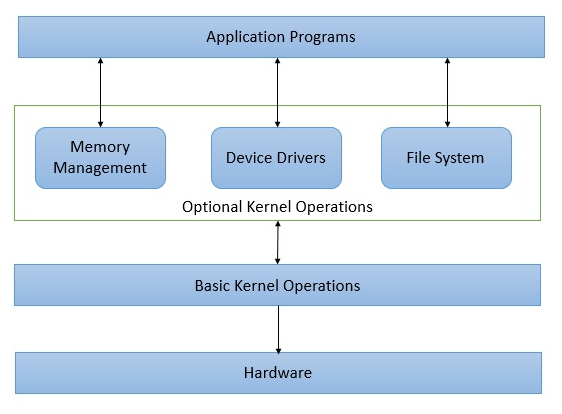 Application Programs
Memory
Management
Device Drivers
File System
Optional Kernel Operations
Basic Kernel Operations
Hardware